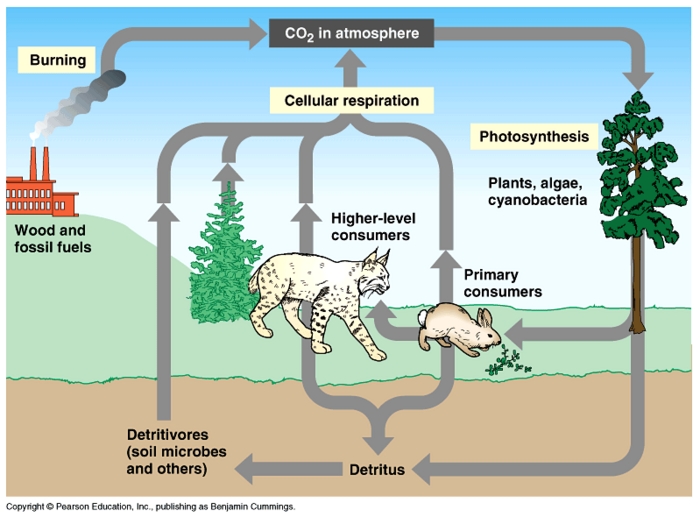 CO2 in atmosphere
Burning
Cellular respiration
Photosynthesis
Plants, algae,
cyanobacteria
Higher-level
consumers
Wood and
fossil fuels
Primary
consumers
Detritivores
(soil microbes
and others)
Detritus
Copyright © Pearson Education, Inc., publishing as Benjamin Cummings.